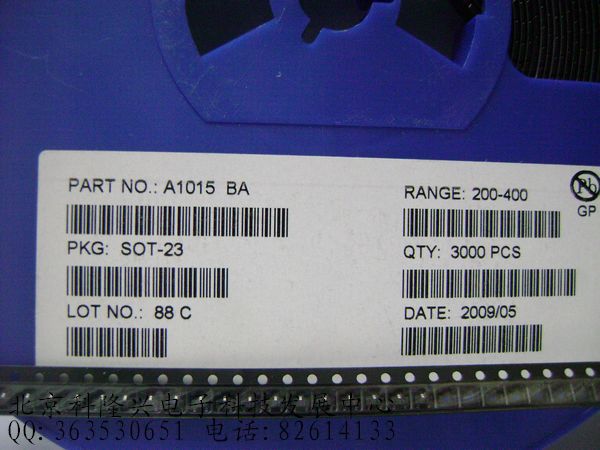 PART NO.: A1015 BA
RANGE: 200-400
Pb
GP
PKG: SOT-23
QTY: 3000 PCS
LOT NO.: 88 C
DATE: 2009/05
北京科隆兴电子科技发展中心
QQ: 363530651 电话: 82614133